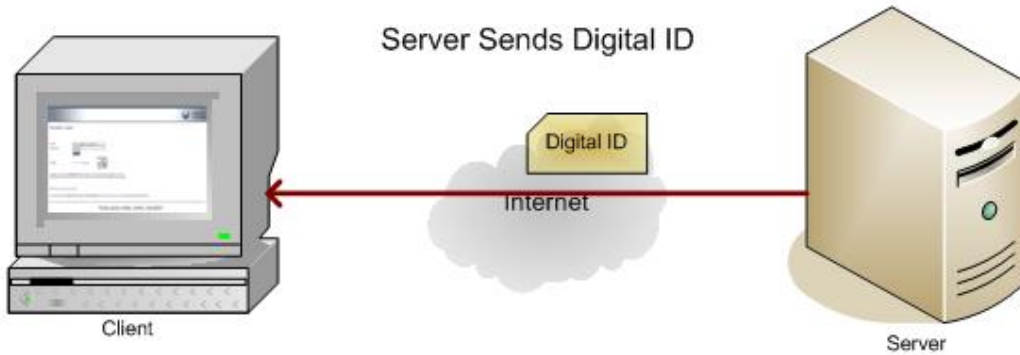 Server Sends Digital ID
Digital ID
Internet
Client
Server